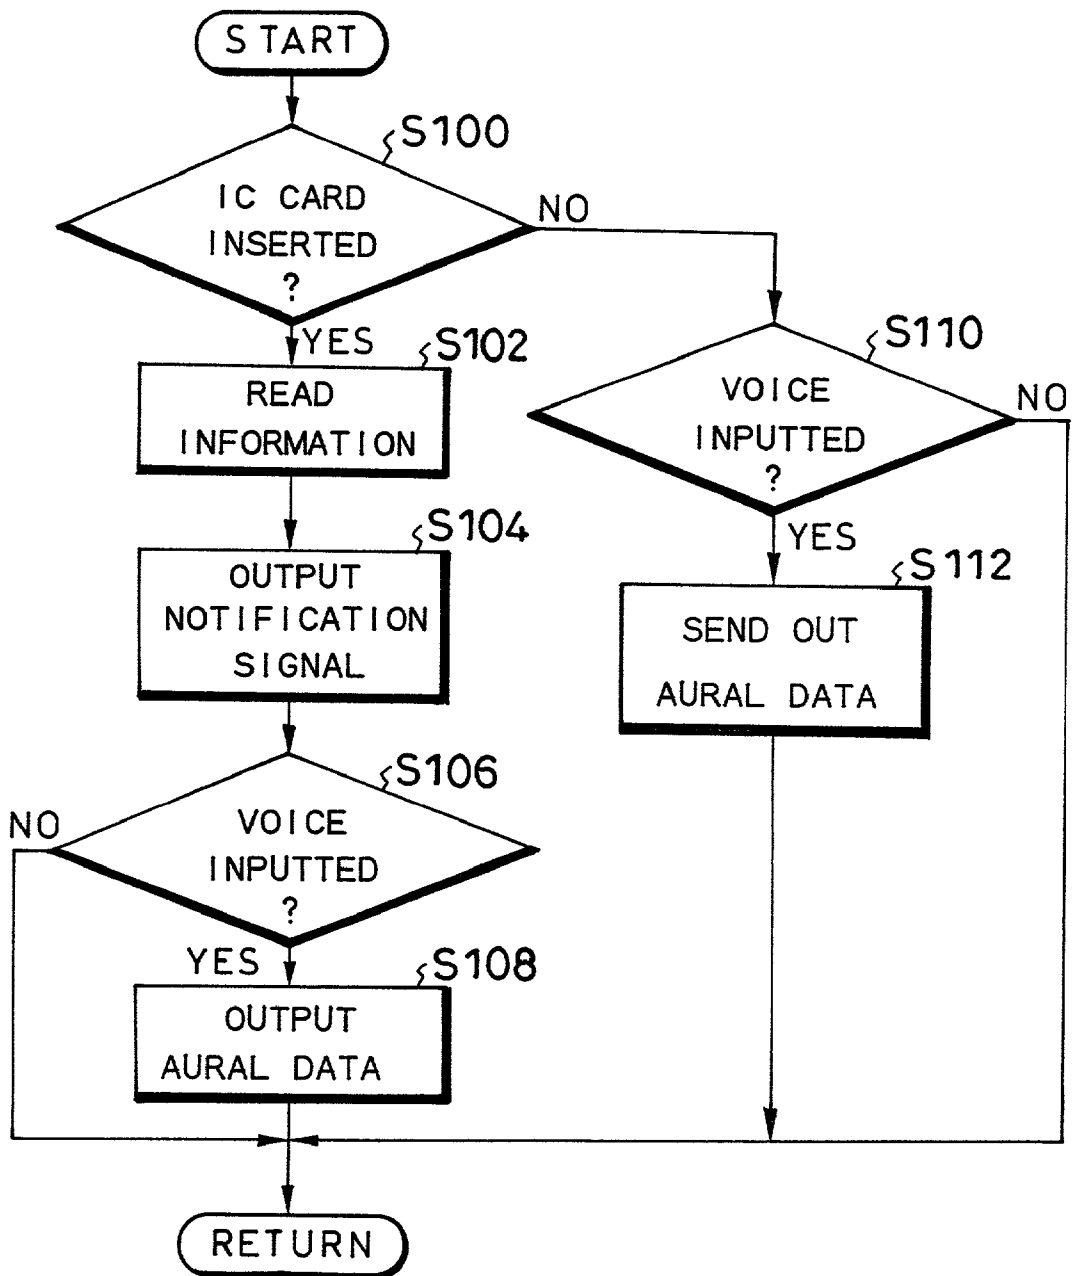 START
S100
IC CARD
INSERTED
?
NO
YES
S102
READ
INFORMATION
S104
OUTPUT
NOTIFICATION
SIGNAL
S106
VOICE
INPUTTED
?
NO
YES
S108
OUTPUT
AURAL DATA
S110
VOICE
INPUTTED
?
NO
YES
S112
SEND OUT
AURAL DATA
RETURN